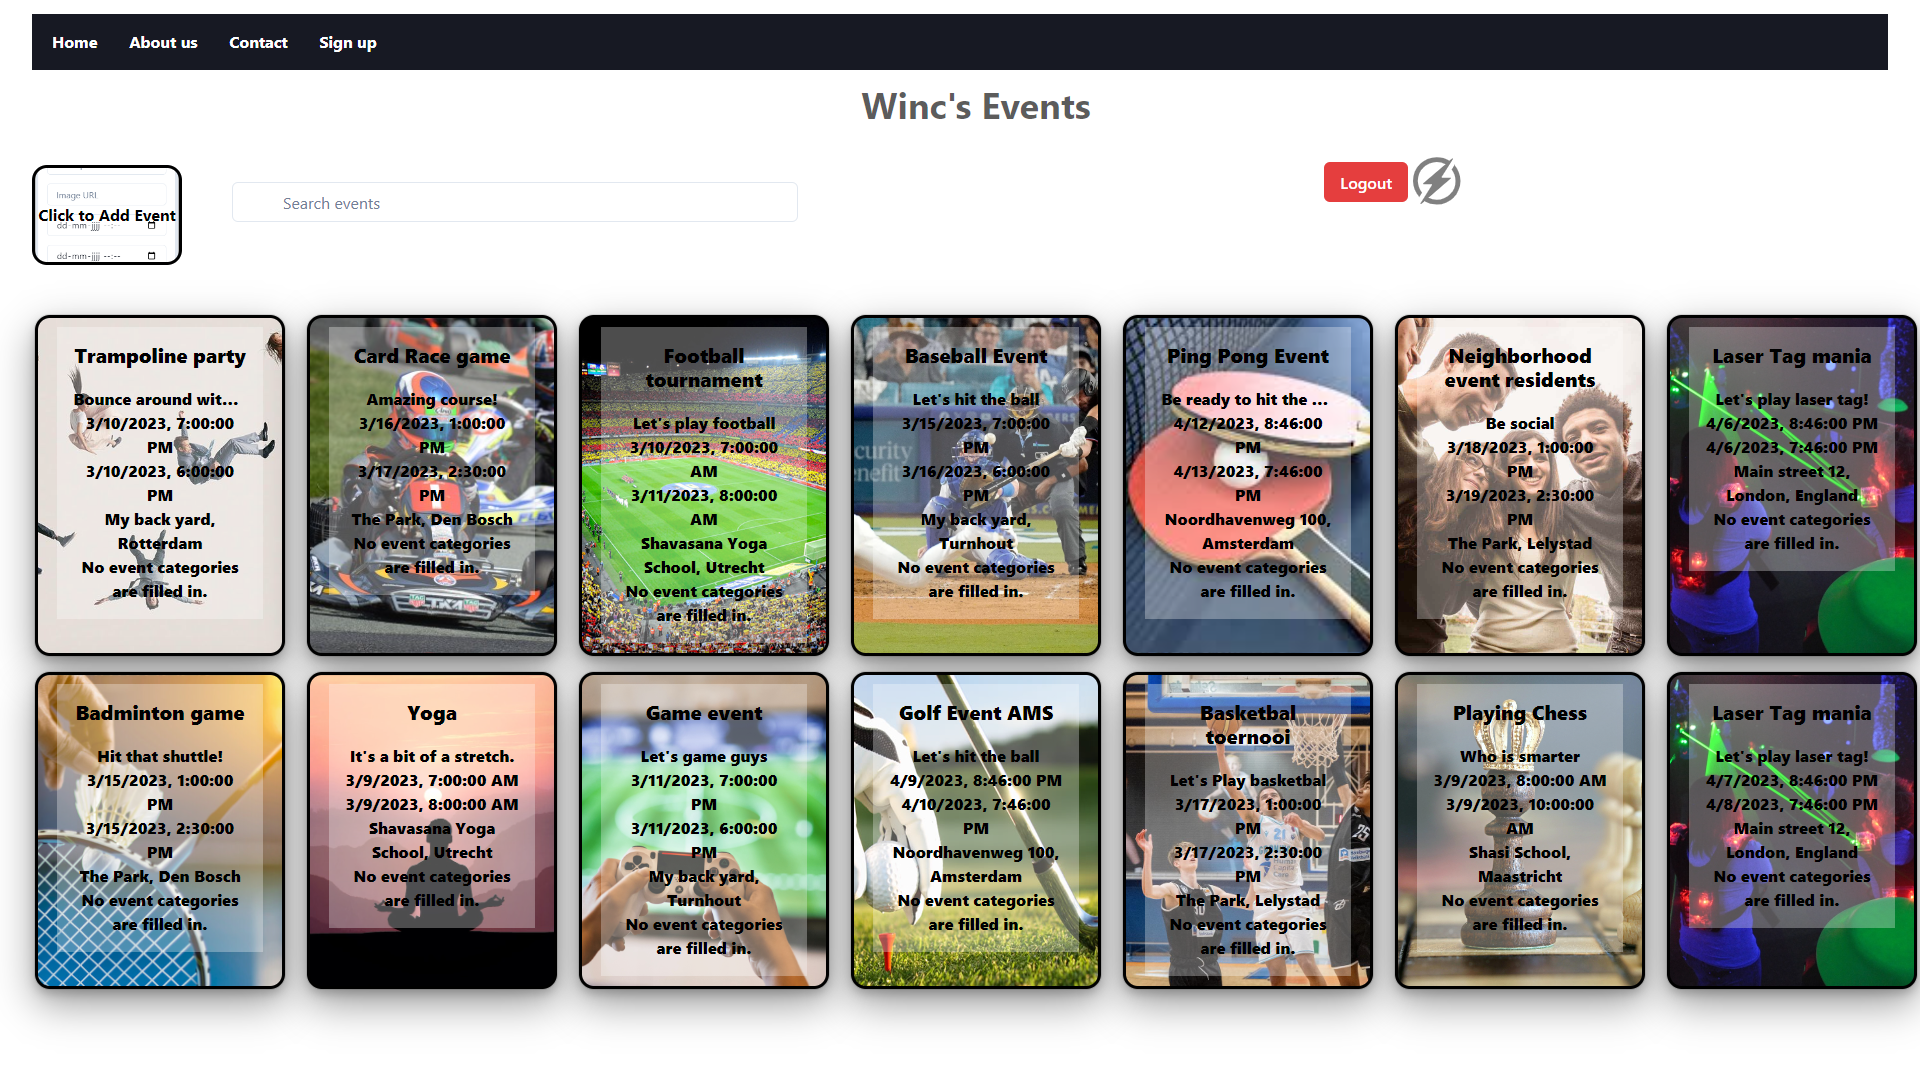 Home
About us
Contact
Sign up
Winc's Events
Image URL
Click to Add Event
dd-mm-jjjj --:--
dd-mm-jjjj --:--
Search events
Logout
Trampoline party
Bounce around wit...
3/10/2023, 7:00:00
PM
3/10/2023, 6:00:00
PM
My back yard,
Rotterdam
No event categories
are filled in.
Card Race game
Amazing course!
3/16/2023, 1:00:00
PM
3/17/2023, 2:30:00
PM
The Park, Den Bosch
No event categories
are filled in.
Football
tournament
Let's play football
3/10/2023, 7:00:00
AM
3/11/2023, 8:00:00
AM
Shavasana Yoga
School, Utrecht
No event categories
are filled in.
Baseball Event
Let's hit the ball
3/15/2023, 7:00:00
PM
3/16/2023, 6:00:00
PM
My back yard,
Turnhout
No event categories
are filled in.
Ping Pong Event
Be ready to hit the ...
4/12/2023, 8:46:00
PM
4/13/2023, 7:46:00
PM
Noordhavenweg 100,
Amsterdam
No event categories
are filled in.
Neighborhood
event residents
Be social
3/18/2023, 1:00:00
PM
3/19/2023, 2:30:00
PM
The Park, Lelystad
No event categories
are filled in.
Laser Tag mania
Let's play laser tag!
4/6/2023, 8:46:00 PM
4/6/2023, 7:46:00 PM
Main street 12,
London, England
No event categories
are filled in.
Badminton game
Hit that shuttle!
3/15/2023, 1:00:00
PM
3/15/2023, 2:30:00
PM
The Park, Den Bosch
No event categories
are filled in.
Yoga
It's a bit of a stretch.
3/9/2023, 7:00:00 AM
3/9/2023, 8:00:00 AM
Shavasana Yoga
School, Utrecht
No event categories
are filled in.
Game event
Let's game guys
3/11/2023, 7:00:00
PM
3/11/2023, 6:00:00
PM
My back yard,
Turnhout
No event categories
are filled in.
Golf Event AMS
Let's hit the ball
4/9/2023, 8:46:00 PM
4/10/2023, 7:46:00
PM
Noordhavenweg 100,
Amsterdam
No event categories
are filled in.
Basketbal
toernooi
Let's Play basketbal
3/17/2023, 1:00:00
PM
3/17/2023, 2:30:00
PM
The Park, Lelystad
No event categories
are filled in.
Playing Chess
Who is smarter
3/9/2023, 8:00:00 AM
3/9/2023, 10:00:00
AM
Shasi School,
Maastricht
No event categories
are filled in.
Laser Tag mania
Let's play laser tag!
4/7/2023, 8:46:00 PM
4/8/2023, 7:46:00 PM
Main street 12,
London, England
No event categories
are filled in.